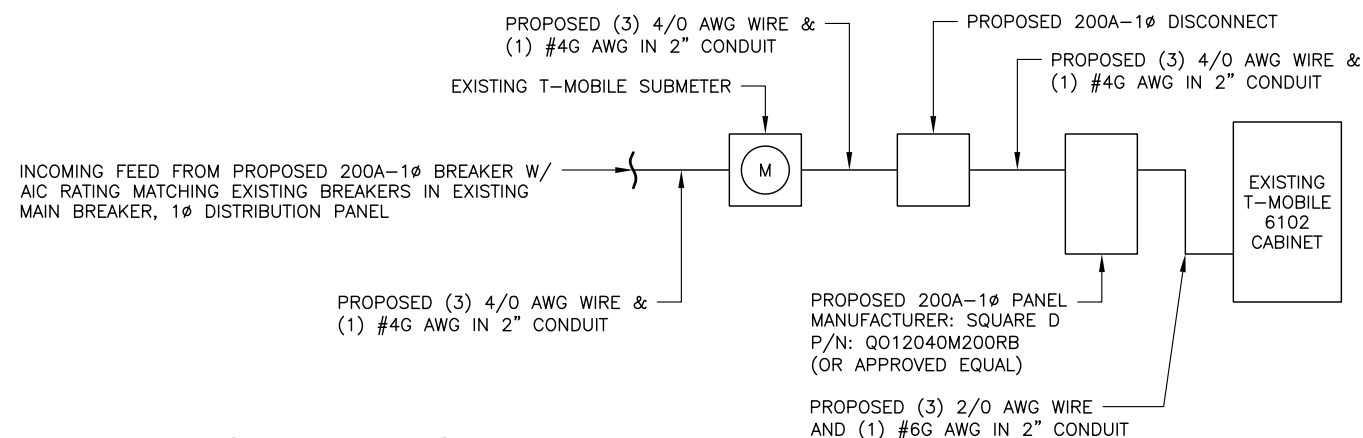 PROPOSED (3) 4/0 AWG WIRE &
(1) #4G AWG IN 2" CONDUIT
PROPOSED 200A-1ø DISCONNECT
PROPOSED (3) 4/0 AWG WIRE &
(1) #4G AWG IN 2" CONDUIT
EXISTING T-MOBILE SUBMETER
INCOMING FEED FROM PROPOSED 200A-1ø BREAKER W/
AIC RATING MATCHING EXISTING BREAKERS IN EXISTING
MAIN BREAKER, 1ø DISTRIBUTION PANEL
M
EXISTING
T-MOBILE
6102
CABINET
PROPOSED (3) 4/0 AWG WIRE &
(1) #4G AWG IN 2" CONDUIT
PROPOSED 200A-1ø PANEL
MANUFACTURER: SQUARE D
P/N: QO12040M200RB
(OR APPROVED EQUAL)
PROPOSED (3) 2/0 AWG WIRE
AND (1) #6G AWG IN 2" CONDUIT